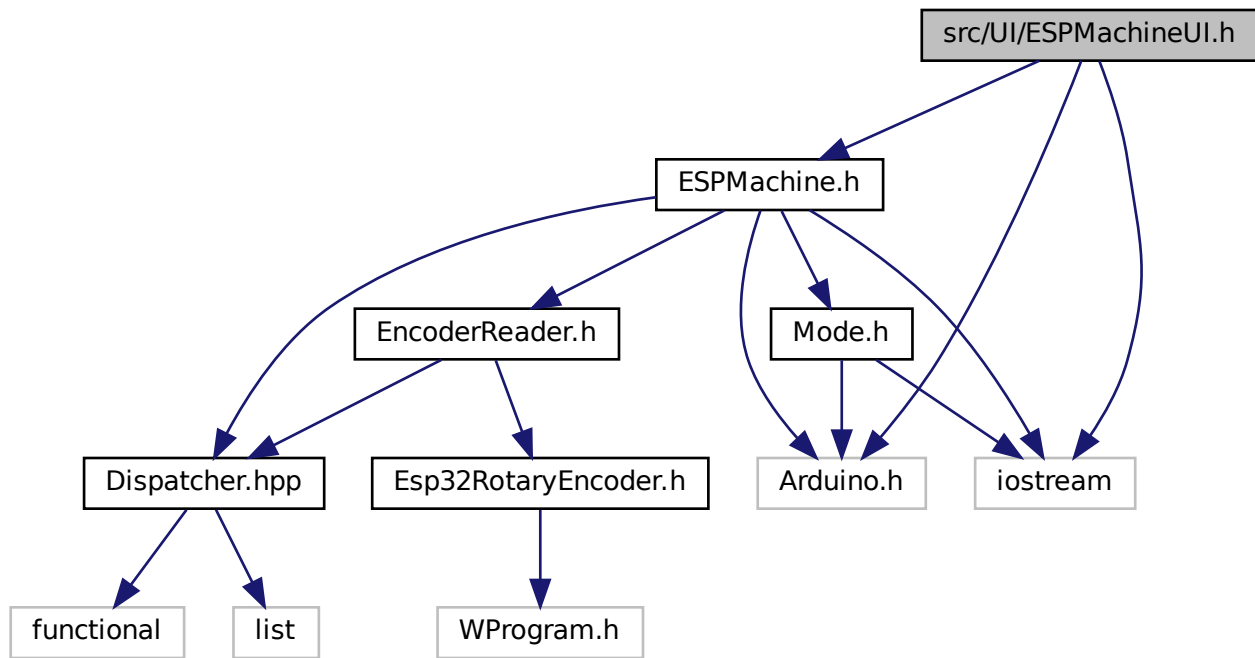 src/UI/ESPMachineUI.h
ESPMachine.h
EncoderReader.h
Mode.h
Dispatcher.hpp
Esp32RotaryEncoder.h
Arduino.h
iostream
functional
list
WProgram.h